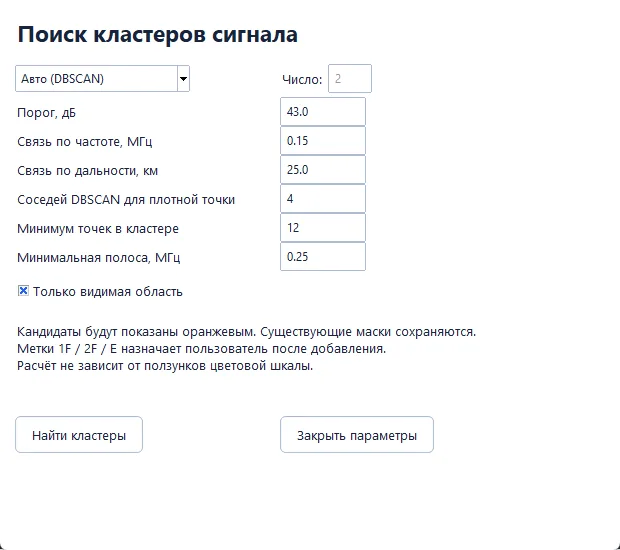 Поиск кластеров сигнала
Авто (DBSCAN)
Число: 2
Порог, дБ 43.0
Связь по частоте, МГц 0.15
Связь по дальности, км 25.0
Соседей DBSCAN для плотной точки 4
Минимум точек в кластере 12
Минимальная полоса, МГц 0.25
Только видимая область
Кандидаты будут показаны оранжевым. Существующие маски сохраняются.
Метки 1F / 2F / E назначает пользователь после добавления.
Расчёт не зависит от ползунков цветовой шкалы.
Найти кластеры
Закрыть параметры